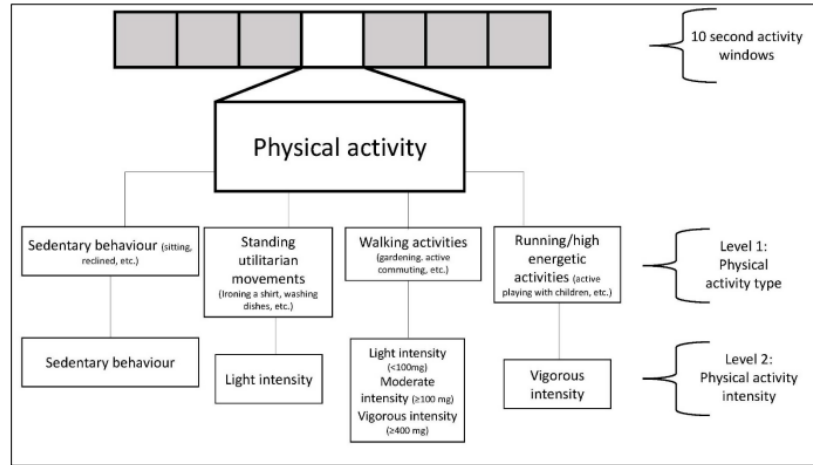 10 second activity
windows
Physical activity
Sedentary behaviour (sitting,
reclined, etc.)
Standing
utilitarian
movements
(Ironing a shirt, washing
dishes, etc.)
Walking activities
(gardening. active
commuting, etc.)
Running/high
energetic
activities (active
playing with children, etc.)
Level 1:
Physical
activity type
Sedentary behaviour
Light intensity
Light intensity
(<100mg)
Moderate
intensity (≥100 mg)
Vigorous intensity
(≥400 mg)
Vigorous
intensity
Level 2:
Physical activity
intensity